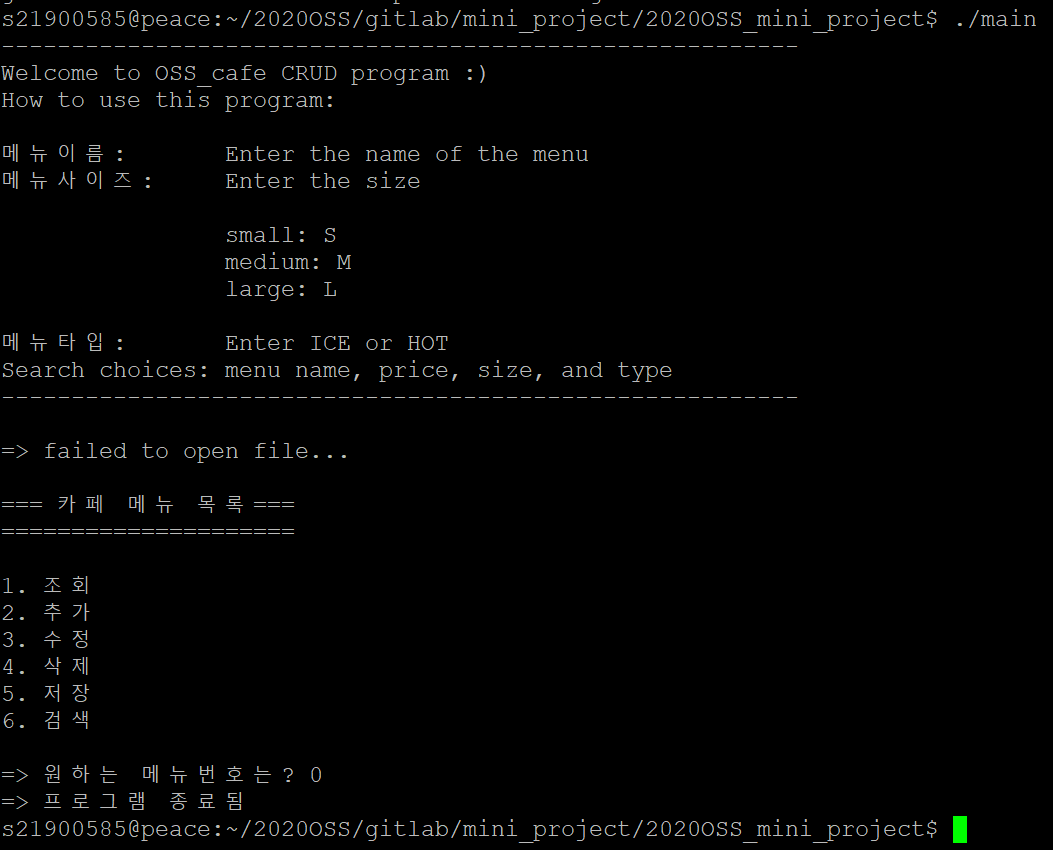 s21900585@peace:~/2020OSS/gitlab/mini_project/2020OSS_mini_project$ ./main
---------------------------------------------------------
Welcome to OSS_cafe CRUD program :)
How to use this program:
메뉴이름: Enter the name of the menu
메뉴사이즈: Enter the size
small: S
medium: M
large: L
메뉴타입: Enter ICE or HOT
Search choices: menu name, price, size, and type
---------------------------------------------------------
=> failed to open file...
=== 카페 메뉴 목록===
=====================
1. 조회
2. 추가
3. 수정
4. 삭제
5. 저장
6. 검색
=> 원하는 메뉴번호는? 0
=> 프로그램 종료됨
s21900585@peace:~/2020OSS/gitlab/mini_project/2020OSS_mini_project$